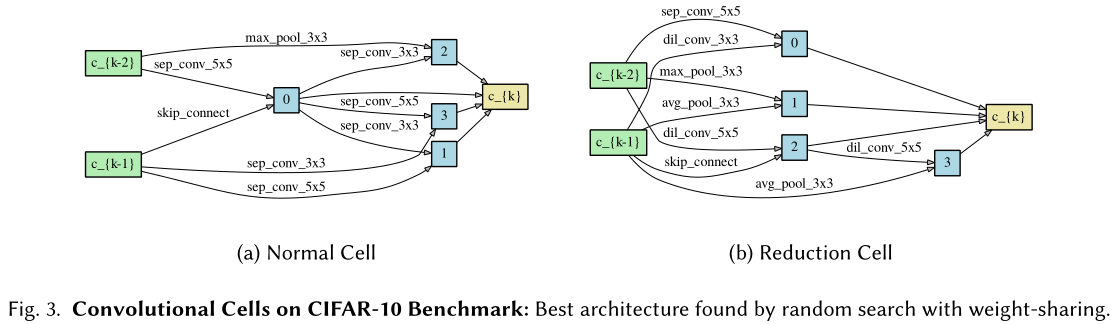 max_pool_3x3
c_{k-2}
sep_conv_5x5
sep_conv_3x3
2
0
c_{k}
sep_conv_5x5
3
skip_connect
sep_conv_3x3
1
c_{k-1}
sep_conv_3x3
sep_conv_5x5
(a) Normal Cell
sep_conv_5x5
dil_conv_3x3
0
c_{k-2}
max_pool_3x3
avg_pool_3x3
1
c_{k}
c_{k-1}
dil_conv_5x5
2
dil_conv_5x5
skip_connect
3
avg_pool_3x3
(b) Reduction Cell
Fig. 3. Convolutional Cells on CIFAR-10 Benchmark: Best architecture found by random search with weight-sharing.